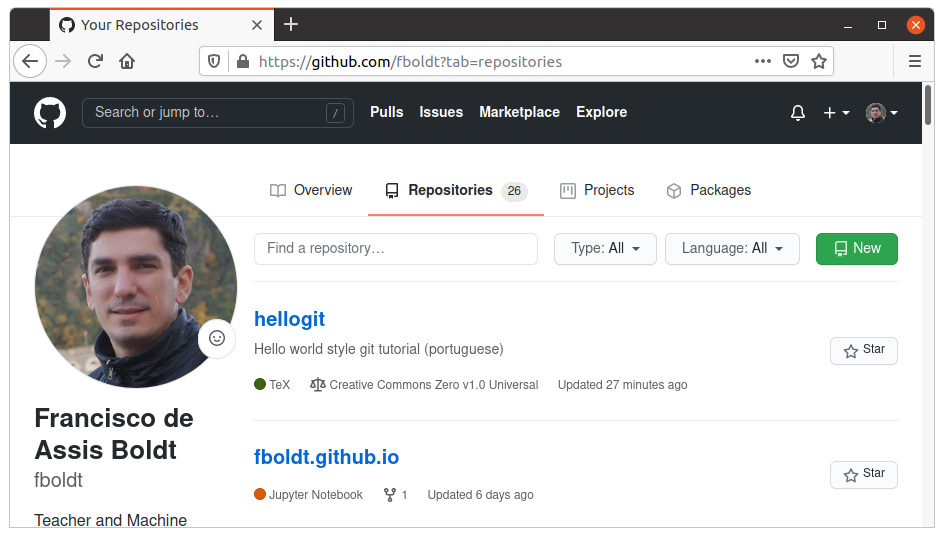 Your Repositories
https://github.com/fboldt?tab=repositories
Search or jump to…
/
Pulls Issues Marketplace Explore
Overview Repositories 26 Projects Packages
Find a repository…
Type: All
Language: All
New
hellogit
Hello world style git tutorial (portuguese)
Star
TeX Creative Commons Zero v1.0 Universal Updated 27 minutes ago
Francisco de
Assis Boldt
fboldt
fboldt.github.io
Star
Jupyter Notebook 1 Updated 6 days ago
Teacher and Machine